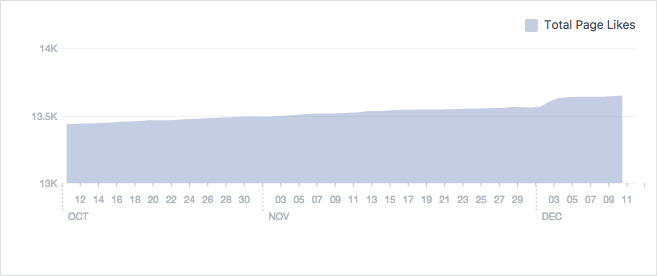 Total Page Likes
14K
13.5K
13K
12 14 16 18 20 22 24 26 28 30 03 05 07 09 11 13 15 17 19 21 23 25 27 29 03 05 07 09 11
OCT NOV DEC